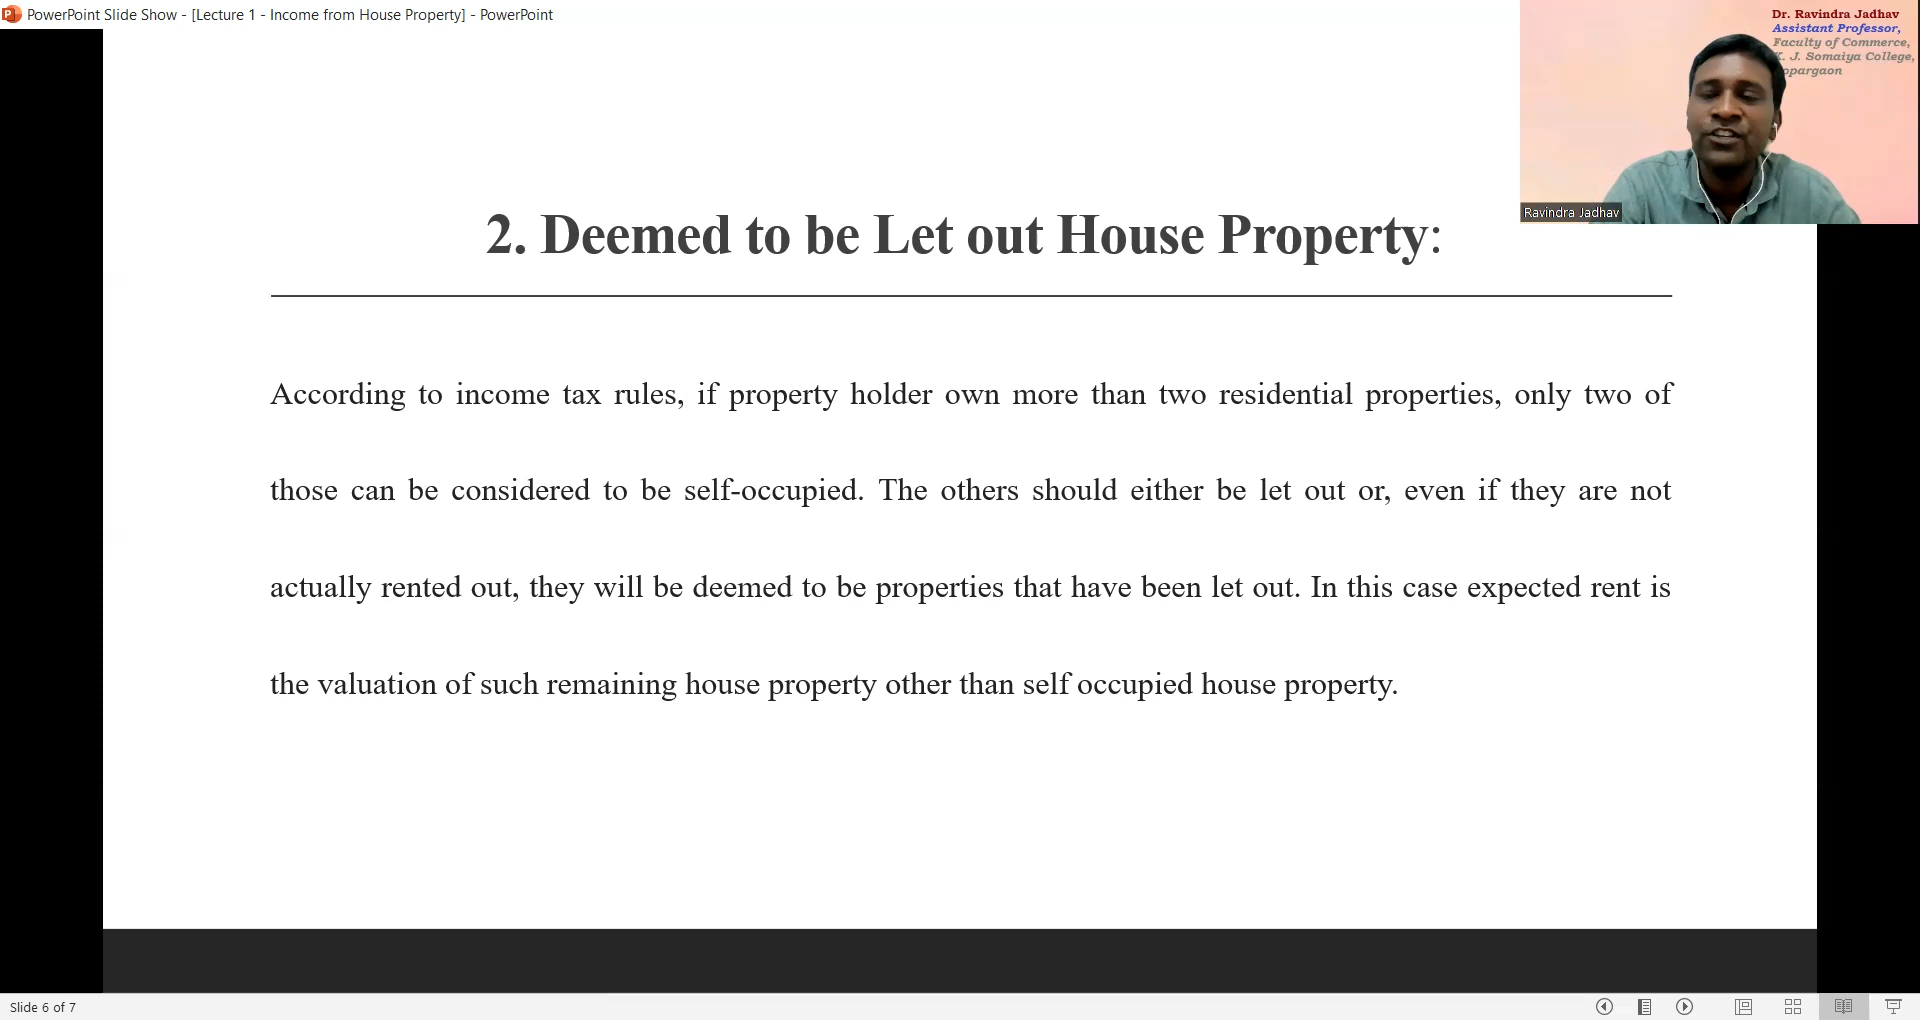 PowerPoint Slide Show - [Lecture 1 - Income from House Property] - PowerPoint
Dr. Ravindra Jadhav
Assistant Professor,
Faculty of Commerce,
K. J. Somaiya College,
opargaon
Ravindra Jadhav
2. Deemed to be Let out House Property:
According to income tax rules, if property holder own more than two residential properties, only two of
those can be considered to be self-occupied. The others should either be let out or, even if they are not
actually rented out, they will be deemed to be properties that have been let out. In this case expected rent is
the valuation of such remaining house property other than self occupied house property.
Slide 6 of 7